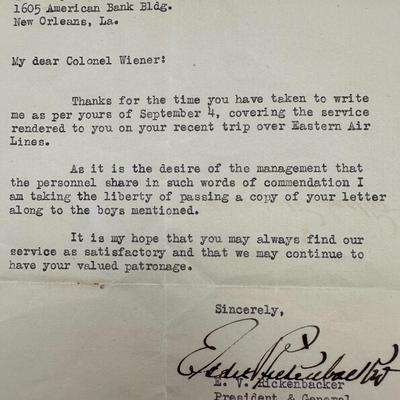 1605 American Bank Bldg.
New Orleans, La.
My dear Colonel Wiener:
Thanks for the time you have taken to write
me as per yours of September 4, covering the service
rendered to you on your recent trip over Eastern Air
Lines.
As it is the desire of the management that
the personnel share in such words of commendation I
am taking the liberty of passing a copy of your letter
along to the boys mentioned.
It is my hope that you may always find our
service as satisfactory and that we may continue to
have your valued patronage.
Sincerely,
Eddie Rickenbacker
E. V. Rickenbacker
President & General